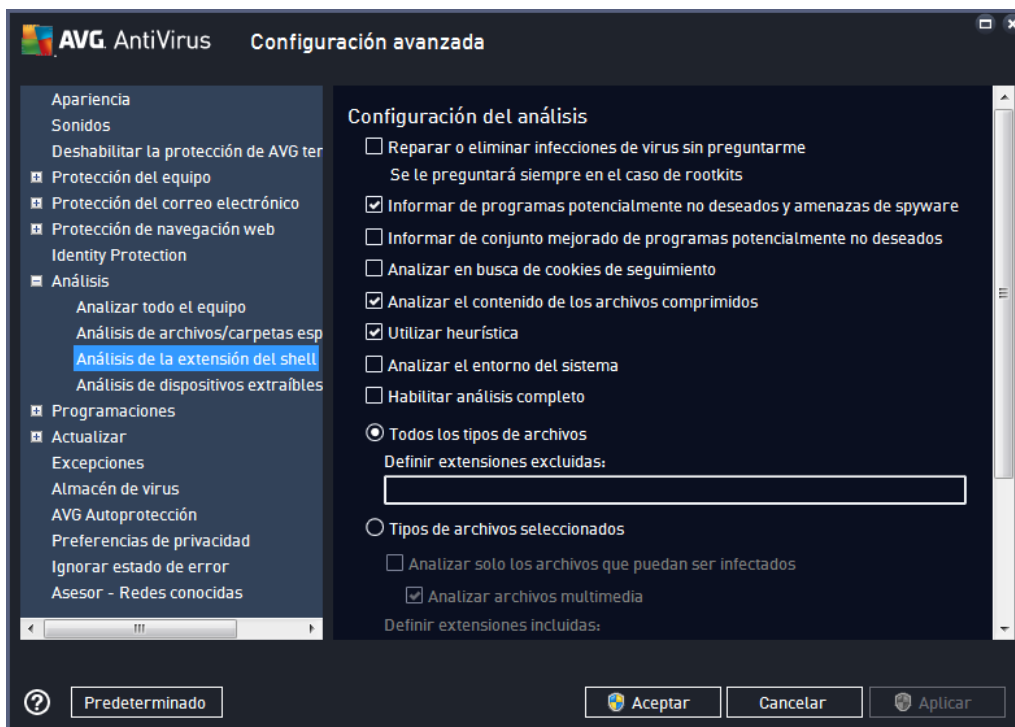 AVG. AntiVirus Configuración avanzada
Apariencia
Sonidos
Deshabilitar la protección de AVG ter
Protección del equipo
Protección del correo electrónico
Protección de navegación web
Identity Protection
Análisis
Analizar todo el equipo
Análisis de archivos/carpetas esp
Análisis de la extensión del shell
Análisis de dispositivos extraíbles
Programaciones
Actualizar
Excepciones
Almacén de virus
AVG Autoprotección
Preferencias de privacidad
Ignorar estado de error
Asesor - Redes conocidas
Configuración del análisis
Reparar o eliminar infecciones de virus sin preguntarme
Se le preguntará siempre en el caso de rootkits
Informar de programas potencialmente no deseados y amenazas de spyware
Informar de conjunto mejorado de programas potencialmente no deseados
Analizar en busca de cookies de seguimiento
Analizar el contenido de los archivos comprimidos
Utilizar heurística
Analizar el entorno del sistema
Habilitar análisis completo
Todos los tipos de archivos
Definir extensiones excluidas:
Tipos de archivos seleccionados
Analizar solo los archivos que puedan ser infectados
Analizar archivos multimedia
Definir extensiones incluidas:
? Predeterminado Aceptar Cancelar Aplicar